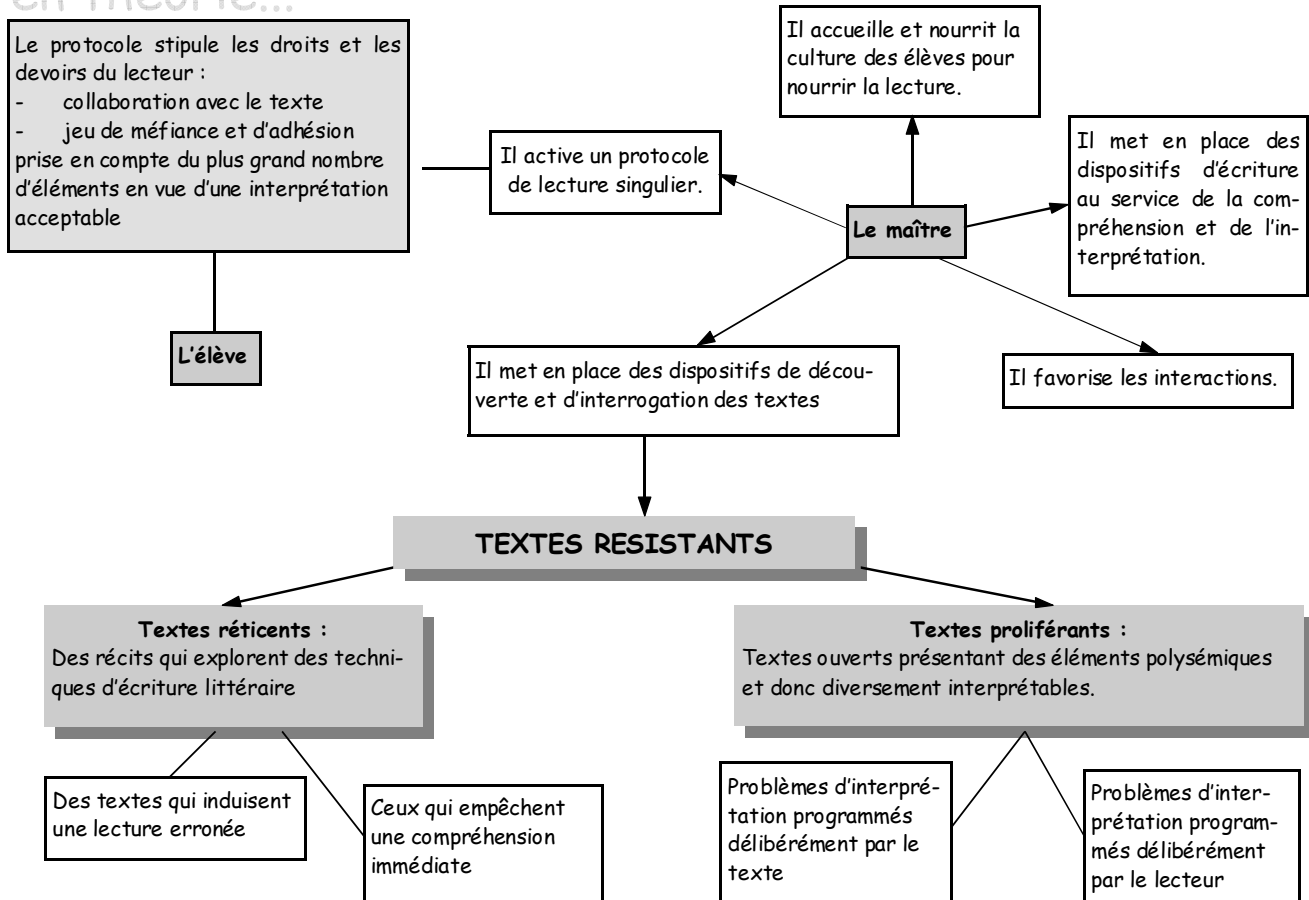 en théorie...
Le protocole stipule les droits et les
devoirs du lecteur :
- collaboration avec le texte
- jeu de méfiance et d'adhésion
prise en compte du plus grand nombre
d'éléments en vue d'une interprétation
acceptable
Il active un protocole
de lecture singulier.
Il accueille et nourrit la
culture des élèves pour
nourrir la lecture.
Il met en place des
dispositifs d'écriture
au service de la com-
préhension et de l'in-
terprétation.
Le maître
L'élève
Il met en place des dispositifs de décou-
verte et d'interrogation des textes
Il favorise les interactions.
TEXTES RESISTANTS
Textes réticents :
Des récits qui explorent des techni-
ques d'écriture littéraire
Textes proliférants :
Textes ouverts présentant des éléments polysémiques
et donc diversement interprétables.
Des textes qui induisent
une lecture erronée
Ceux qui empêchent
une compréhension
immédiate
Problèmes d'interpré-
tation programmés
délibérément par le
texte
Problèmes d'inter-
prétation program-
més délibérément
par le lecteur